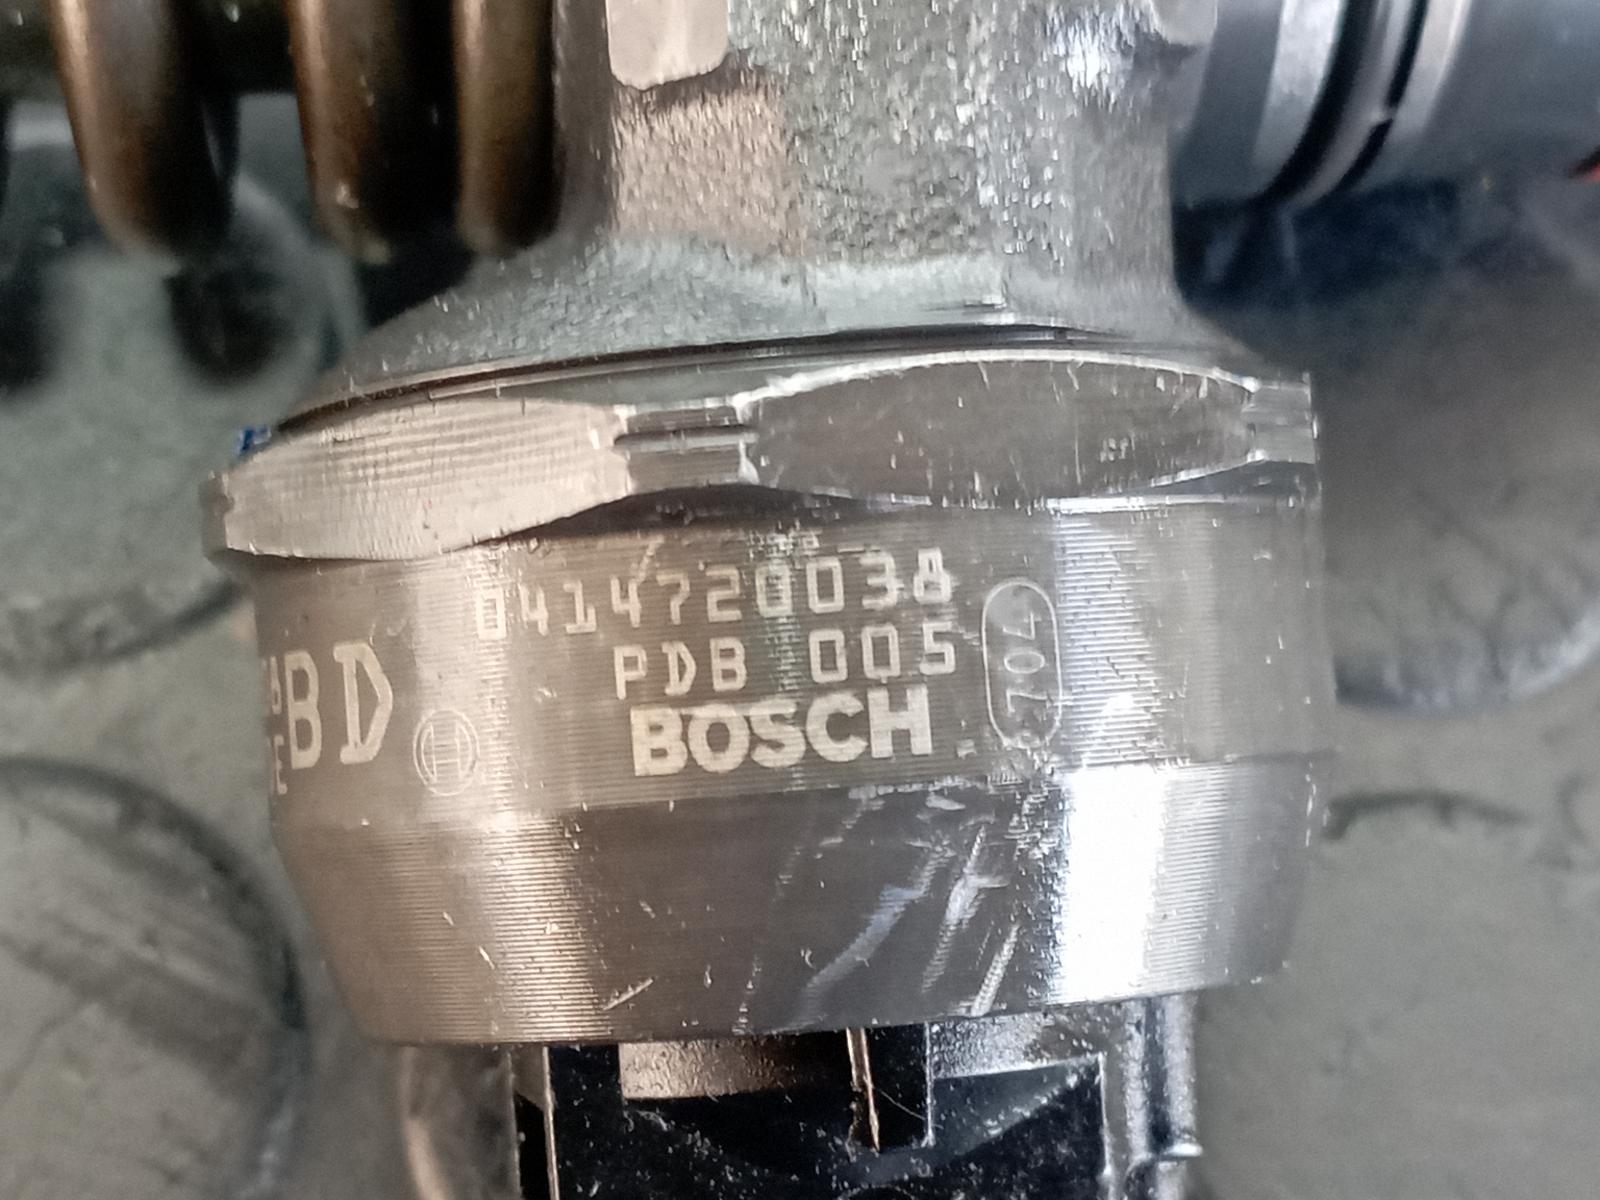 0414720038
PDB 005
BOSCH
704
BD
E